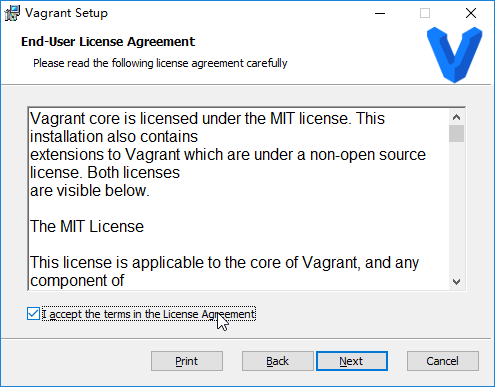 Vagrant Setup
End-User License Agreement
Please read the following license agreement carefully
Vagrant core is licensed under the MIT license. This
installation also contains
extensions to Vagrant which are under a non-open source
license. Both licenses
are visible below.
The MIT License
This license is applicable to the core of Vagrant, and any
component of
I accept the terms in the License Agreement
Print
Back
Next
Cancel